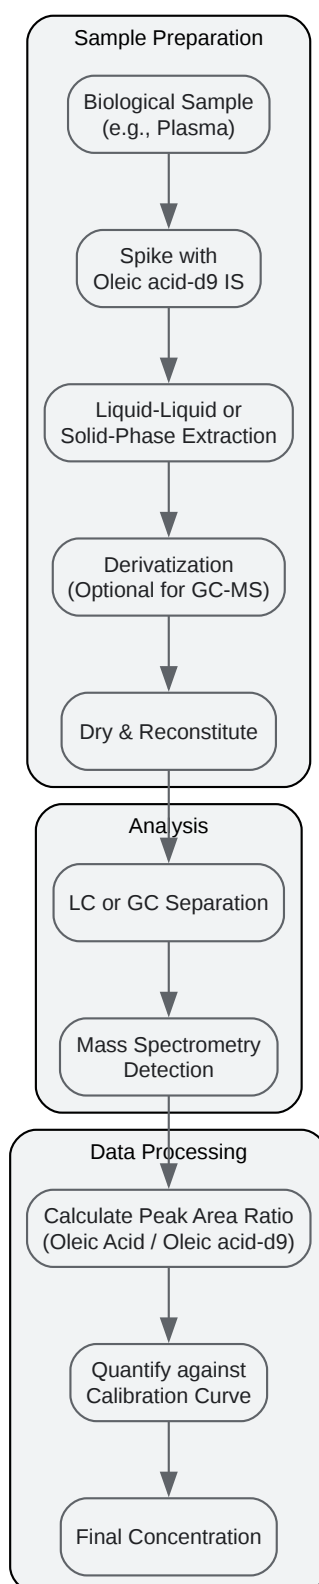 Sample Preparation
Biological Sample
(e.g., Plasma)
Spike with
Oleic acid-d9 IS
Liquid-Liquid or
Solid-Phase Extraction
Derivatization
(Optional for GC-MS)
Dry & Reconstitute
Analysis
LC or GC Separation
Mass Spectrometry
Detection
Data Processing
Calculate Peak Area Ratio
(Oleic Acid / Oleic acid-d9)
Quantify against
Calibration Curve
Final Concentration